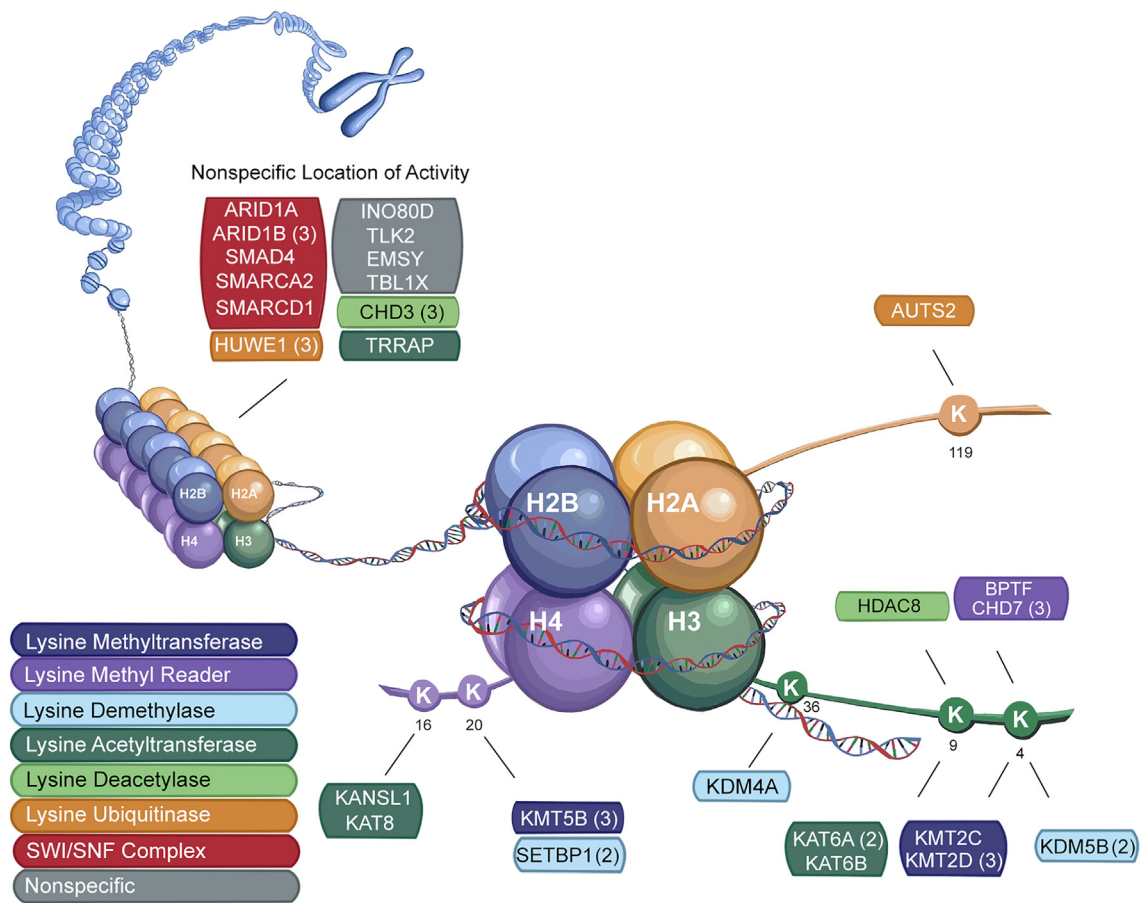 Nonspecific Location of Activity
ARID1A
ARID1B (3)
SMAD4
SMARCA2
SMARCD1
HUWE1 (3)
INO80D
TLK2
EMSY
TBL1X
CHD3 (3)
TRRAP
AUTS2
K
119
H2B
H2A
H4
H3
H2B
H2A
H4
H3
HDAC8
BPTF
CHD7 (3)
K
16
K
20
K
36
K
9
K
4
KANSL1
KAT8
KMT5B (3)
SETBP1 (2)
KDM4A
KAT6A (2)
KAT6B
KMT2C
KMT2D (3)
KDM5B (2)
Lysine Methyltransferase
Lysine Methyl Reader
Lysine Demethylase
Lysine Acetyltransferase
Lysine Deacetylase
Lysine Ubiquitinase
SWI/SNF Complex
Nonspecific